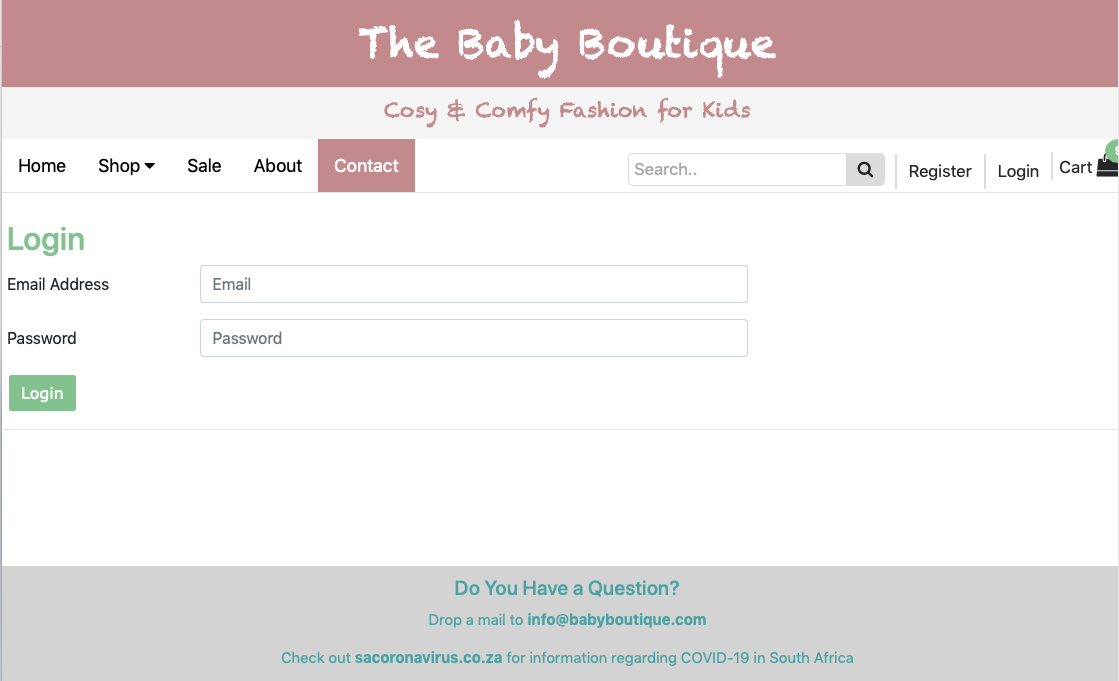 The Baby Boutique
Cosy & Comfy Fashion for Kids
Home Shop Sale About Contact Search.. Register Login Cart
Login
Email Address Email
Password Password
Login
Do You Have a Question?
Drop a mail to info@babyboutique.com
Check out sacoronavirus.co.za for information regarding COVID-19 in South Africa